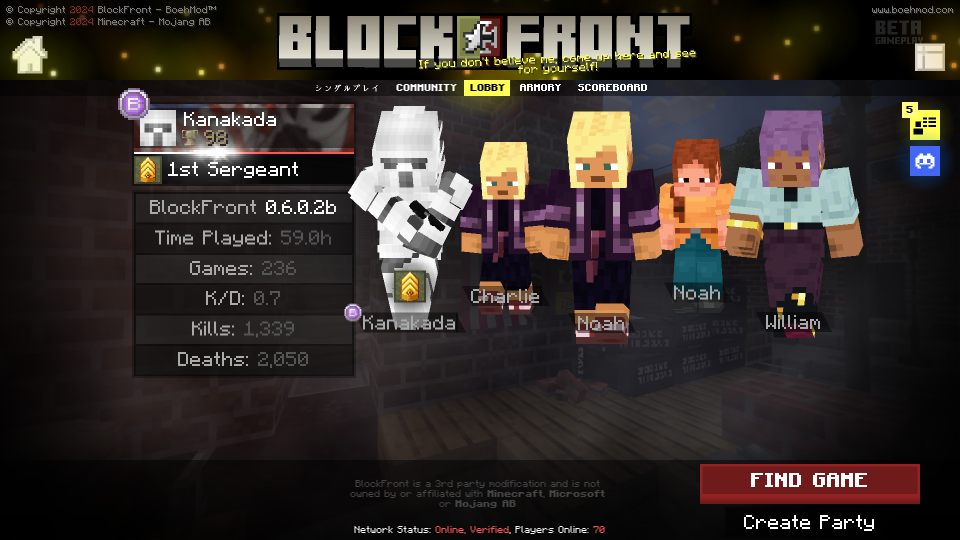 © Copyright 2024 BlockFront - BoehMod™
© Copyright 2024 Minecraft - Mojang AB
BLOCK FRONT
If you don't believe me, come up here and see
for yourself!
www.boehmod.com
BETA
GAMEPLAY
シングルプレイ COMMUNITY LOBBY ARMORY SCOREBOARD
B
Kanakada
98
1st Sergeant
BlockFront 0.6.0.2b
Time Played: 59.0h
Games: 236
K/D: 0.7
Kills: 1,339
Deaths: 2,050
5
B
Kanakada
Charlie
Noah
Noah
William
FIND GAME
Create Party
BlockFront is a 3rd party modification and is not
owned by or affiliated with Minecraft, Microsoft
or Mojang AB
Network Status: Online, Verified, Players Online: 70